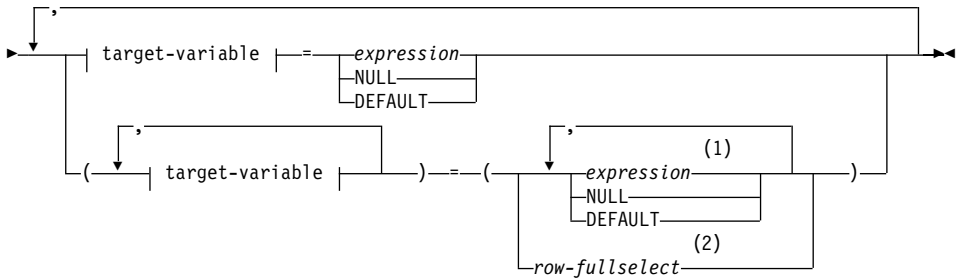 ,
target-variable = expression
NULL
DEFAULT
, ,
(1)
( target-variable ) = ( expression )
NULL
DEFAULT
(2)
row-fullselect